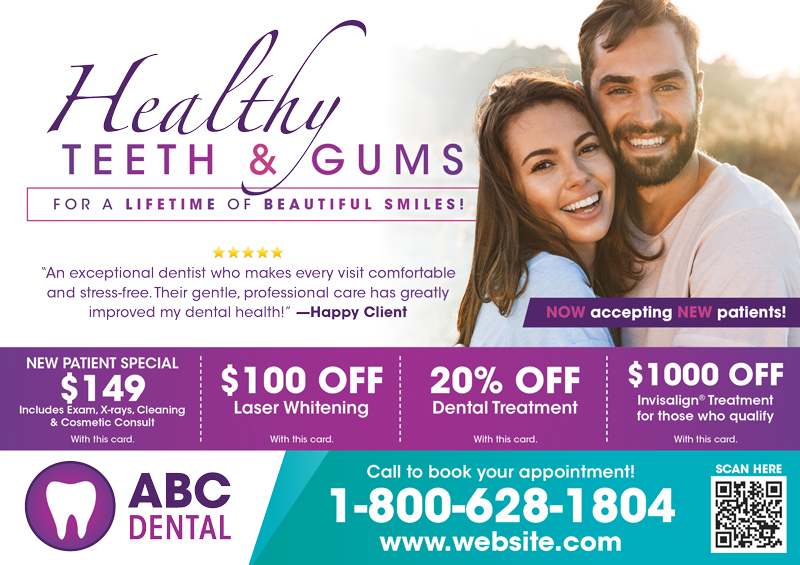 Healthy
TEETH & GUMS
FOR A LIFETIME OF BEAUTIFUL SMILES!
“An exceptional dentist who makes every visit comfortable
and stress-free. Their gentle, professional care has greatly
improved my dental health!” —Happy Client
NOW accepting NEW patients!
NEW PATIENT SPECIAL
$149
Includes Exam, X-rays, Cleaning
& Cosmetic Consult
With this card.
$100 OFF
Laser Whitening
With this card.
20% OFF
Dental Treatment
With this card.
$1000 OFF
Invisalign® Treatment
for those who qualify
With this card.
ABC
DENTAL
Call to book your appointment!
1-800-628-1804
www.website.com
SCAN HERE